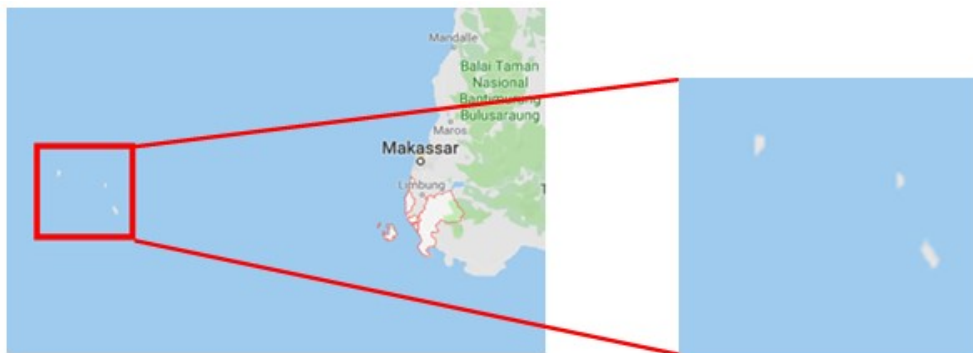 Mandalle
Balai Taman
Nasional
Bantimurung
Bulusaraung
Maros
Makassar
Limbung
T